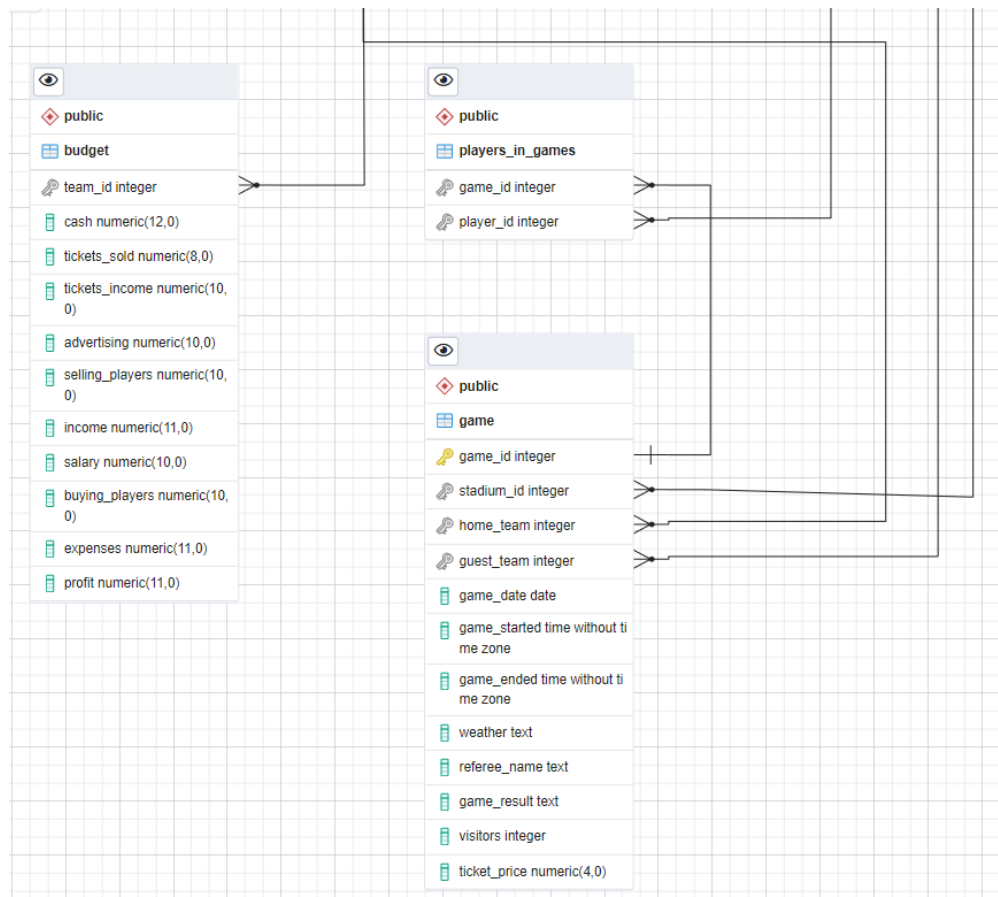 public
budget
team_id integer
cash numeric(12,0)
tickets_sold numeric(8,0)
tickets_income numeric(10,
0)
advertising numeric(10,0)
selling_players numeric(10,
0)
income numeric(11,0)
salary numeric(10,0)
buying_players numeric(10,
0)
expenses numeric(11,0)
profit numeric(11,0)
public
players_in_games
game_id integer
player_id integer
public
game
game_id integer
stadium_id integer
home_team integer
guest_team integer
game_date date
game_started time without ti
me zone
game_ended time without ti
me zone
weather text
referee_name text
game_result text
visitors integer
ticket_price numeric(4,0)